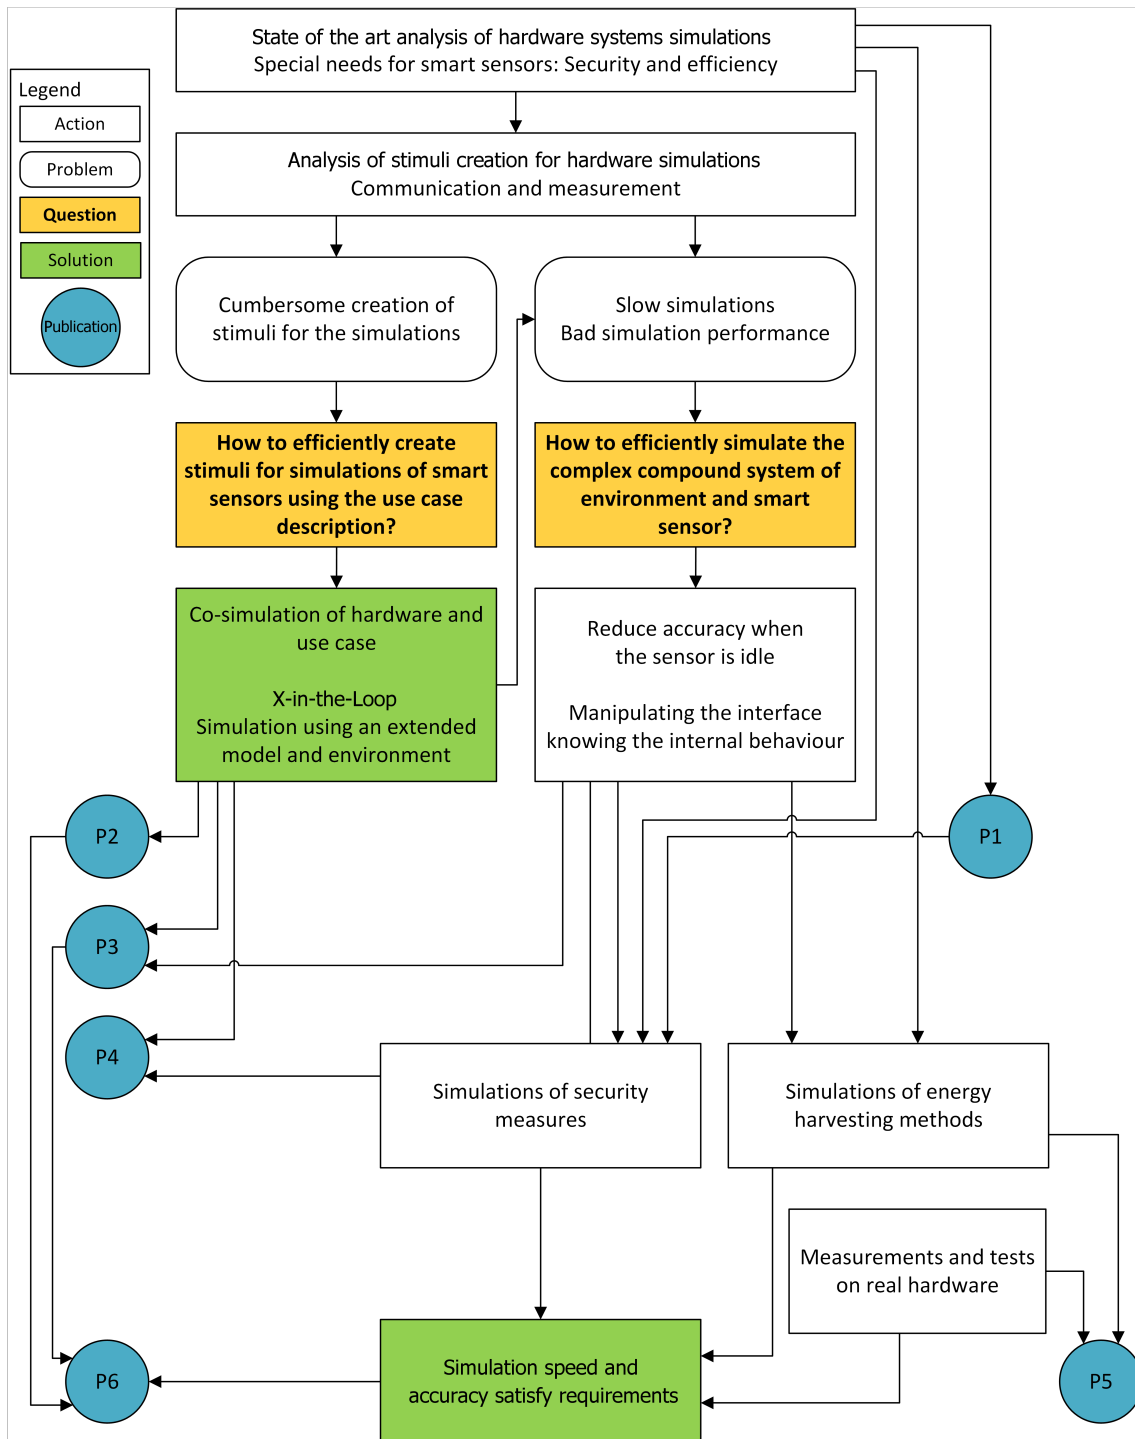 State of the art analysis of hardware systems simulations
Special needs for smart sensors: Security and efficiency
Legend
Action
Problem
Question
Solution
Publication
Analysis of stimuli creation for hardware simulations
Communication and measurement
Cumbersome creation of
stimuli for the simulations
Slow simulations
Bad simulation performance
How to efficiently create
stimuli for simulations of smart
sensors using the use case
description?
How to efficiently simulate the
complex compound system of
environment and smart
sensor?
Co-simulation of hardware and
use case
X-in-the-Loop
Simulation using an extended
model and environment
Reduce accuracy when
the sensor is idle
Manipulating the interface
knowing the internal behaviour
P2
P1
P3
P4
Simulations of security
measures
Simulations of energy
harvesting methods
Measurements and tests
on real hardware
P6
Simulation speed and
accuracy satisfy requirements
P5